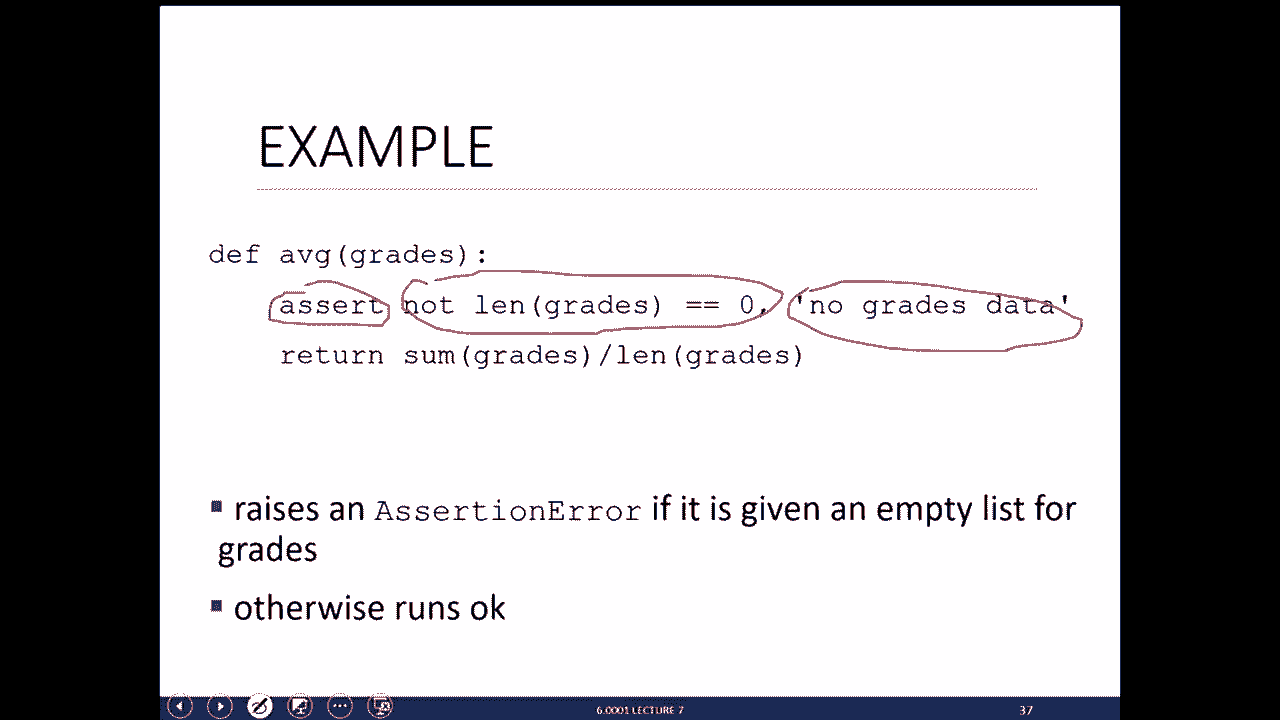 EXAMPLE
def avg(grades):
    assert not len(grades) == 0, 'no grades data'
    return sum(grades)/len(grades)
▪ raises an AssertionError if it is given an empty list for
grades
▪ otherwise runs ok
6.0001 LECTURE 7
37